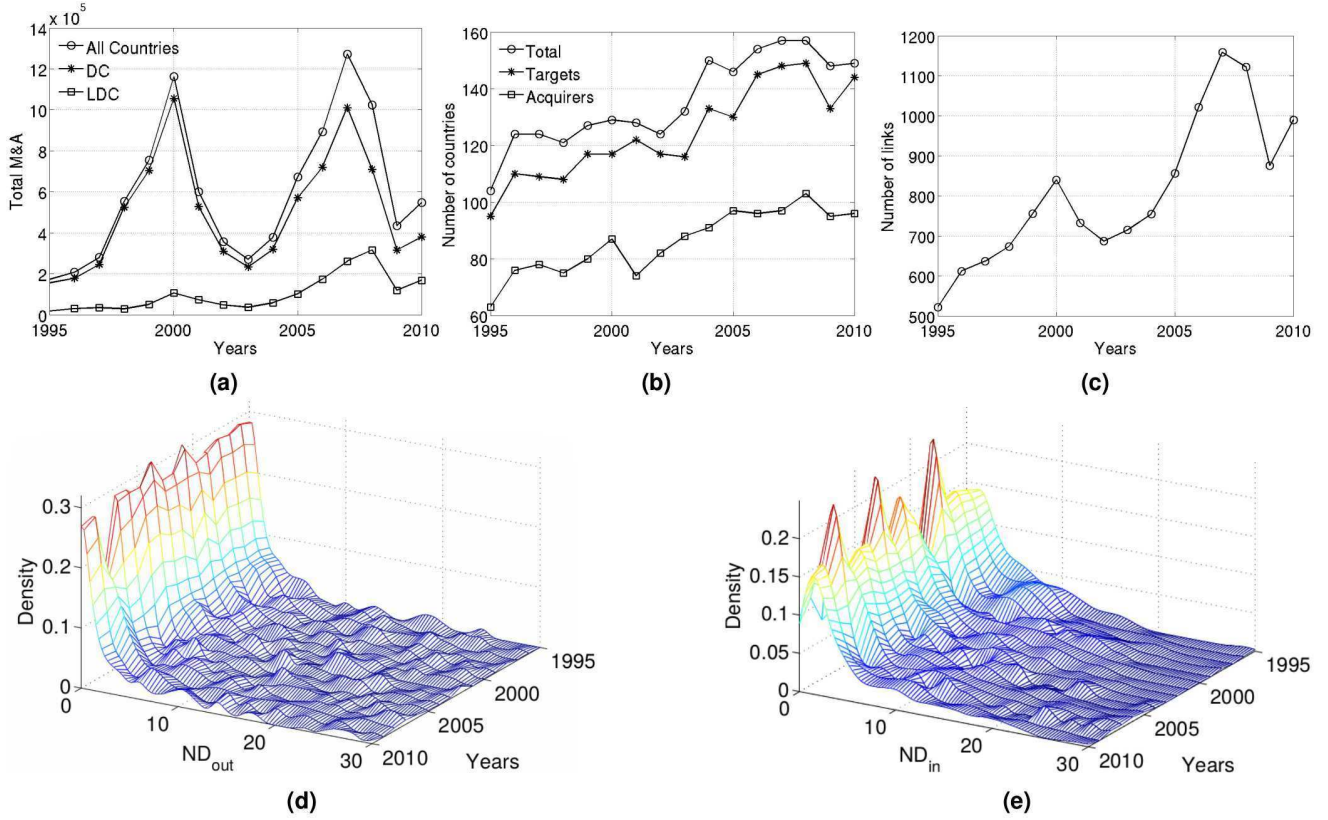 × 10⁵
14
12
10
8
6
4
2
0
Total M&A
All Countries
DC
LDC
1995
2000
2005
2010
Years
(a)
160
140
120
100
80
60
Number of countries
Total
Targets
Acquirers
1995
2000
2005
2010
Years
(b)
1200
1100
1000
900
800
700
600
500
Number of links
1995
2000
2005
2010
Years
(c)
0.3
0.2
0.1
0
Density
0
10
20
30
ND_out
1995
2000
2005
2010
Years
(d)
0.2
0.15
0.1
0.05
0
Density
0
10
20
30
ND_in
1995
2000
2005
2010
Years
(e)